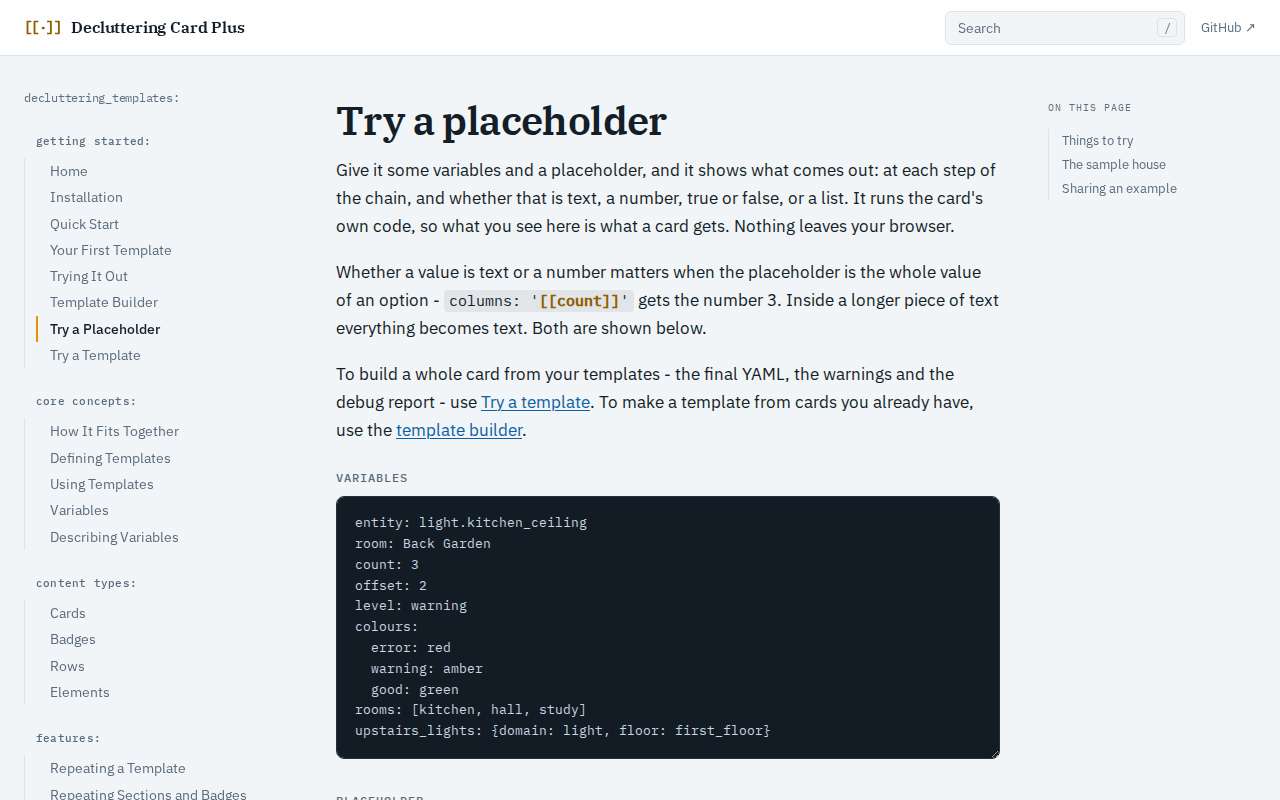 [[·]] Decluttering Card Plus
Search
/
GitHub ↗
decluttering_templates:
getting started:
Home
Installation
Quick Start
Your First Template
Trying It Out
Template Builder
Try a Placeholder
Try a Template
core concepts:
How It Fits Together
Defining Templates
Using Templates
Variables
Describing Variables
content types:
Cards
Badges
Rows
Elements
features:
Repeating a Template
Repeating Sections and Badges
Try a placeholder
Give it some variables and a placeholder, and it shows what comes out: at each step of
the chain, and whether that is text, a number, true or false, or a list. It runs the card's
own code, so what you see here is what a card gets. Nothing leaves your browser.
Whether a value is text or a number matters when the placeholder is the whole value
of an option - columns: '[[count]]' gets the number 3. Inside a longer piece of text
everything becomes text. Both are shown below.
To build a whole card from your templates - the final YAML, the warnings and the
debug report - use Try a template. To make a template from cards you already have,
use the template builder.
VARIABLES
entity: light.kitchen_ceiling
room: Back Garden
count: 3
offset: 2
level: warning
colours:
  error: red
  warning: amber
  good: green
rooms: [kitchen, hall, study]
upstairs_lights: {domain: light, floor: first_floor}
PLACEHOLDER
ON THIS PAGE
Things to try
The sample house
Sharing an example